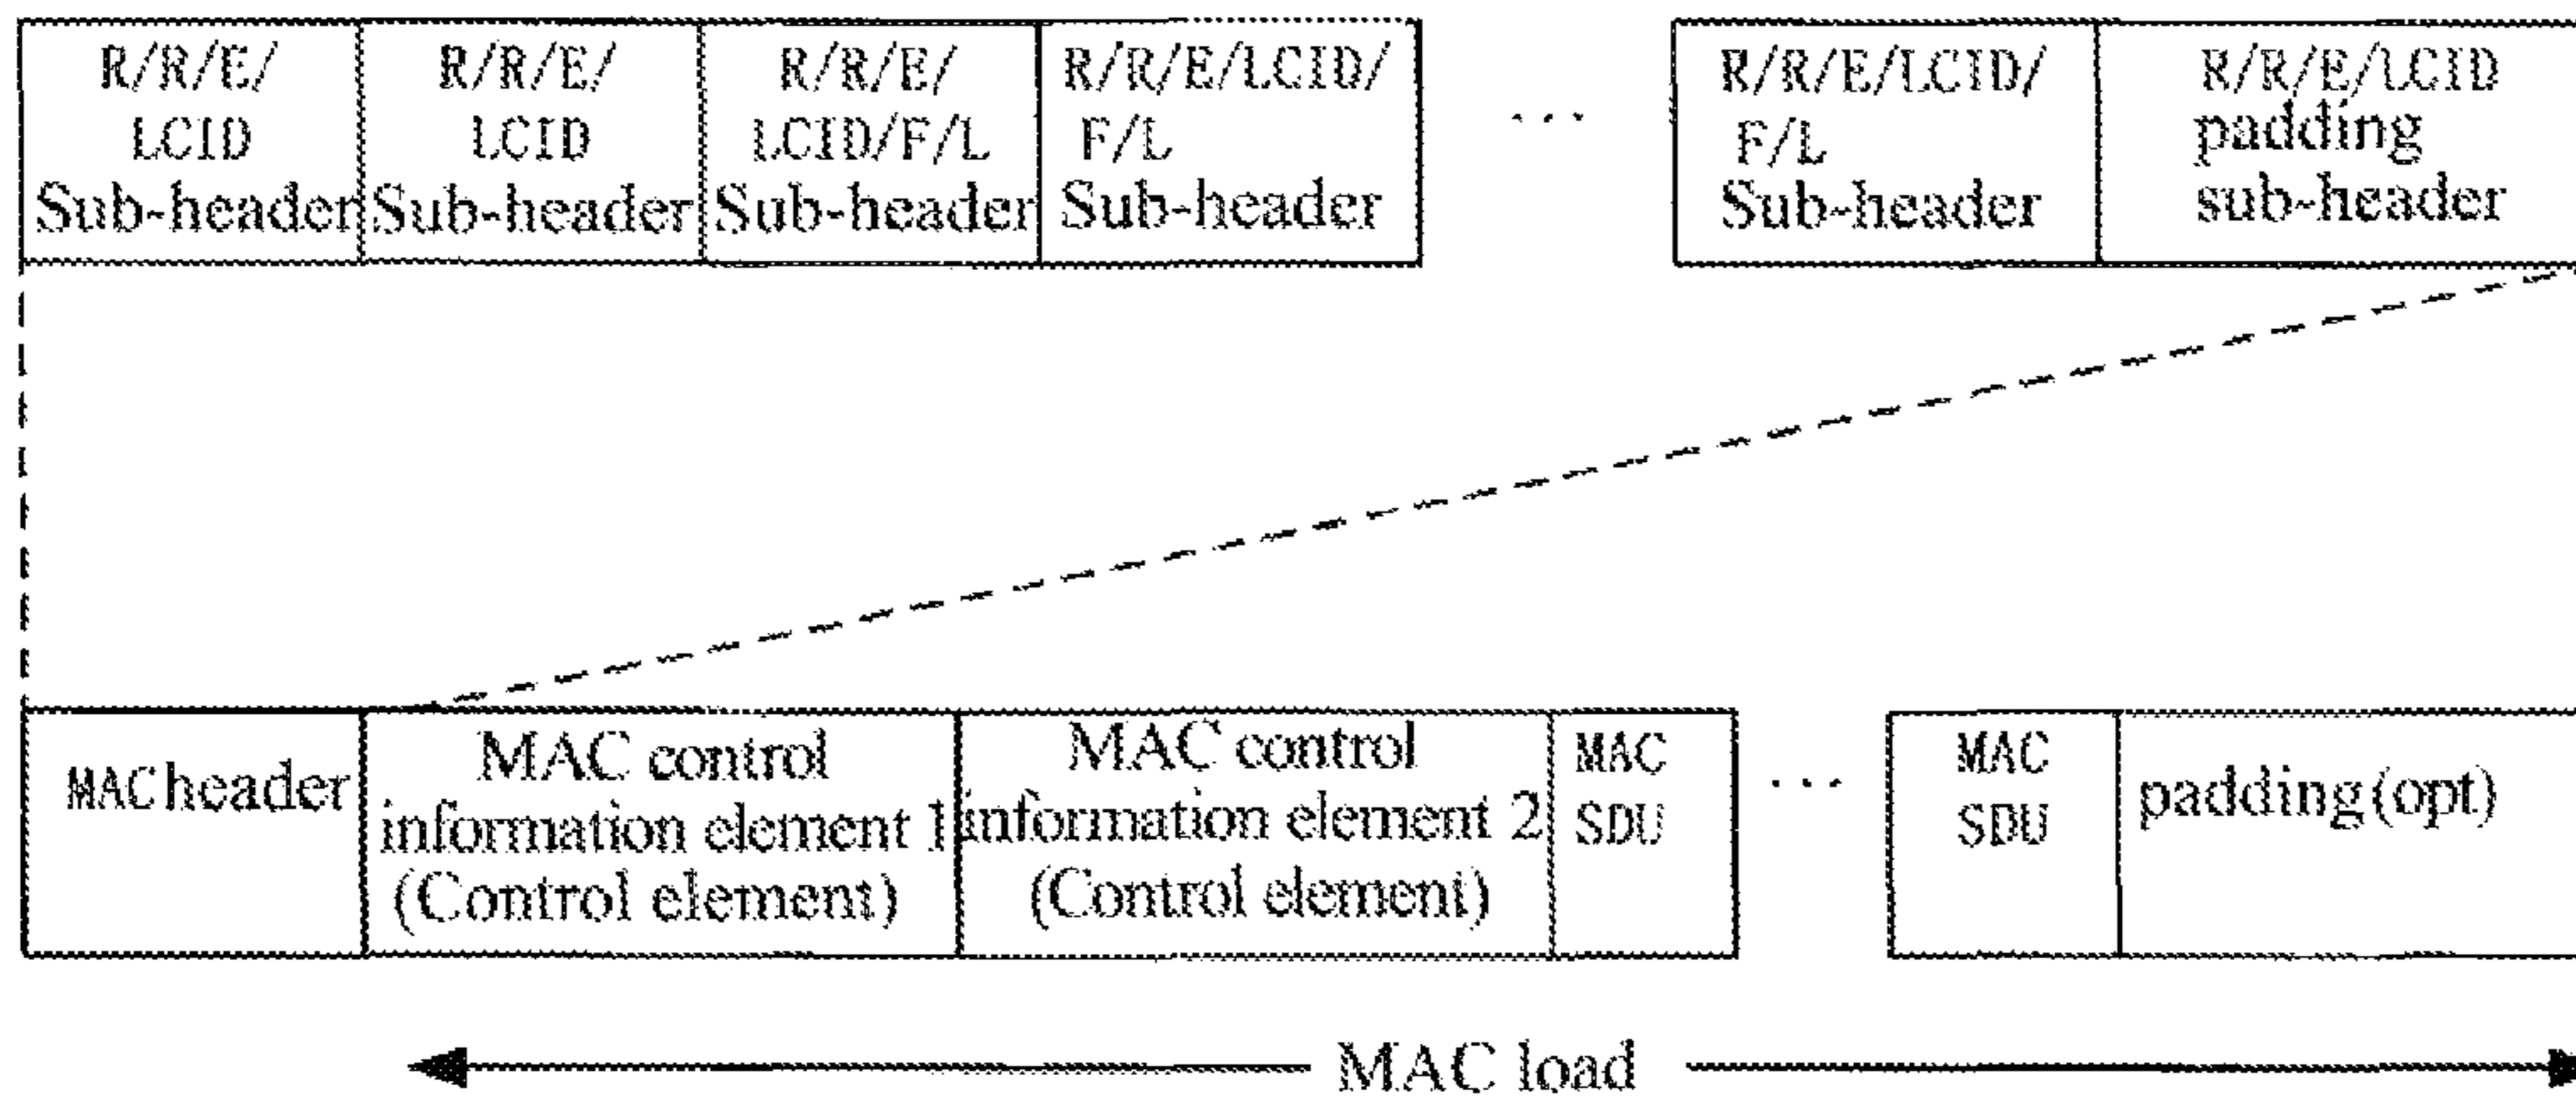 R/R/E/
LCID
Sub-header
R/R/E/
LCID
Sub-header
R/R/E/
LCID/F/L
Sub-header
R/R/E/LCID/
F/L
Sub-header
...
R/R/E/LCID/
F/L
Sub-header
R/R/E/LCID
padding
sub-header
MAC header
MAC control
information element 1
(Control element)
MAC control
information element 2
(Control element)
MAC
SDU
...
MAC
SDU
padding(opt)
MAC load